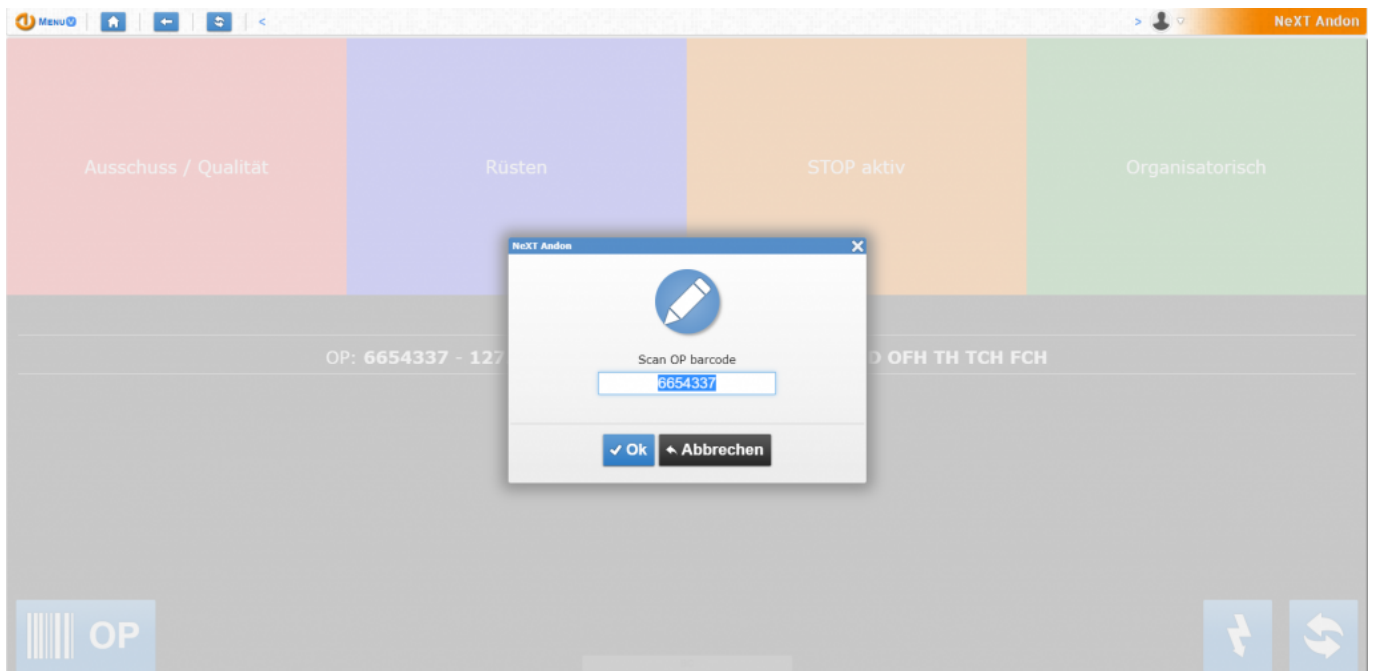 MENU
NeXT Andon
Ausschuss / Qualität
Rüsten
STOP aktiv
Organisatorisch
NeXT Andon
OP: 6654337 - 127
OFH TH TCH FCH
Scan OP barcode
6654337
Ok
Abbrechen
OP